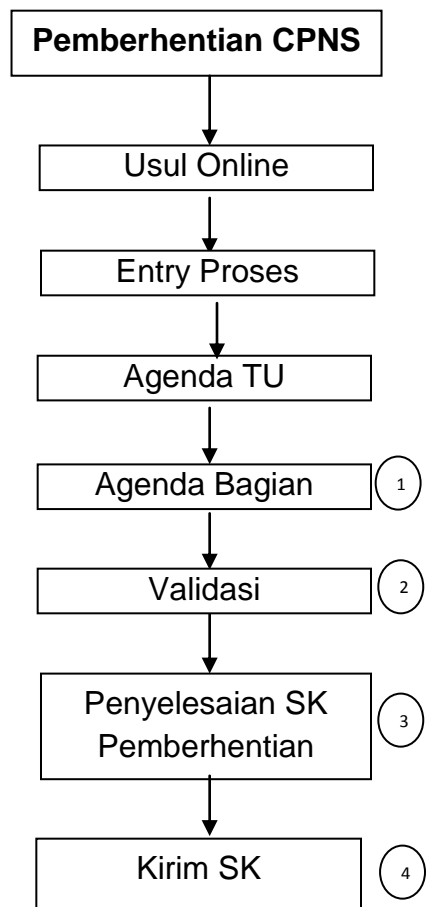 Pemberhentian CPNS
Usul Online
Entry Proses
Agenda TU
Agenda Bagian
1
Validasi
2
Penyelesaian SK
Pemberhentian
3
Kirim SK
4